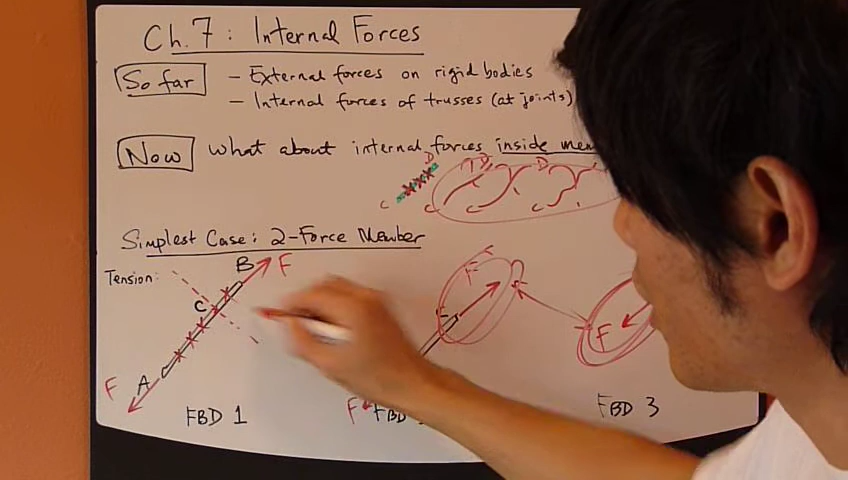 Ch.7: Internal Forces
So far - External forces on rigid bodies
- Internal forces of trusses (at joints)
Now What about internal forces inside mem
D D D
C C C
Simplest Case: 2-Force Member
Tension: B F F
C F
F A F
FBD 1 FBD FBD 3